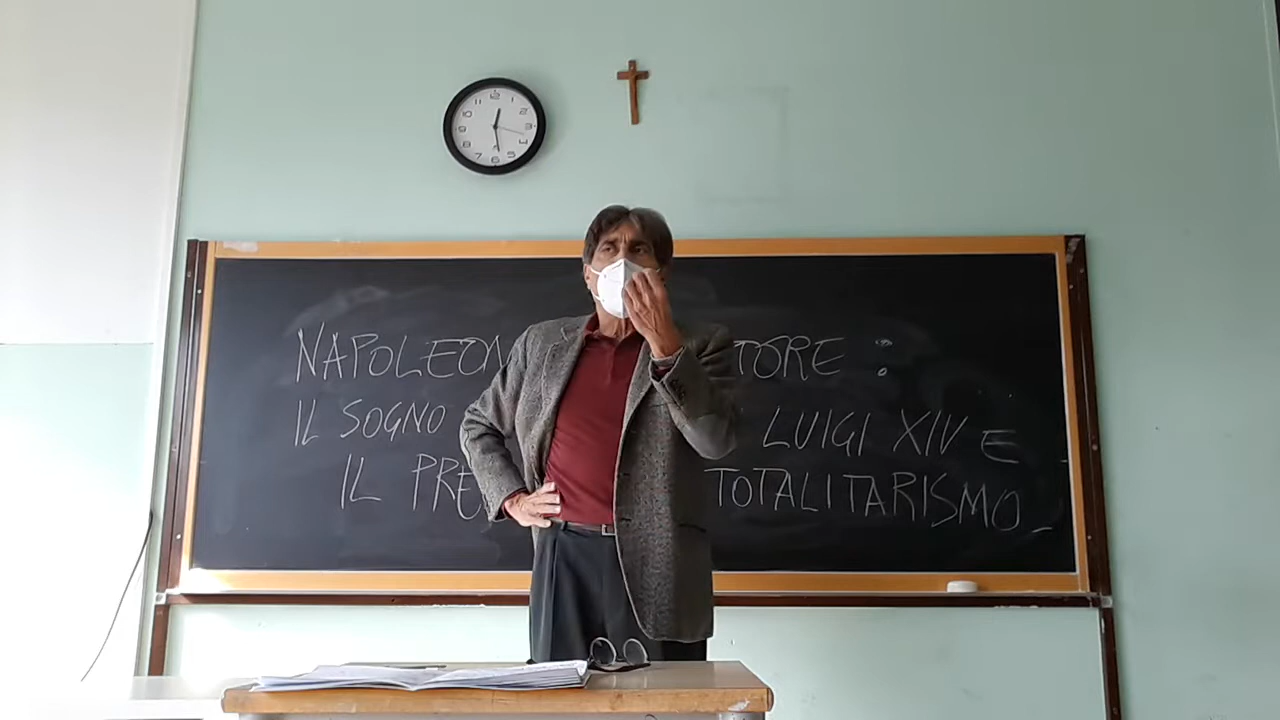 NAPOLEON TORE :
IL SOGNO LUIGI XIV E
IL PRE TOTALITARISMO